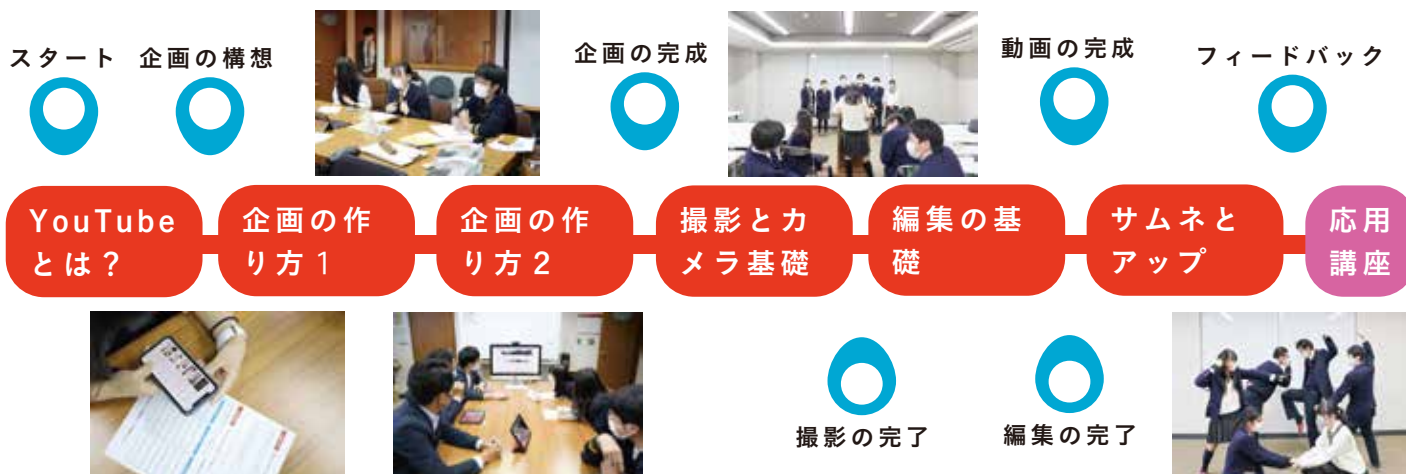 スタート
企画の構想
企画の完成
動画の完成
フィードバック
YouTube
とは？
企画の作
り方1
企画の作
り方2
撮影とカ
メラ基礎
編集の基
礎
サムネと
アップ
応用
講座
撮影の完了
編集の完了